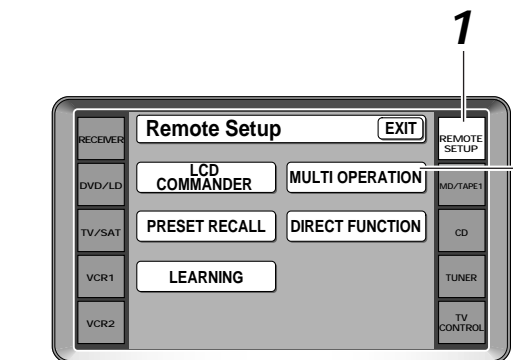 1
RECEIVER
DVD/LD
TV/SAT
VCR1
VCR2
Remote Setup
EXIT
LCD
COMMANDER
MULTI OPERATION
PRESET RECALL
DIRECT FUNCTION
LEARNING
REMOTE
SETUP
MD/TAPE1
CD
TUNER
TV
CONTROL